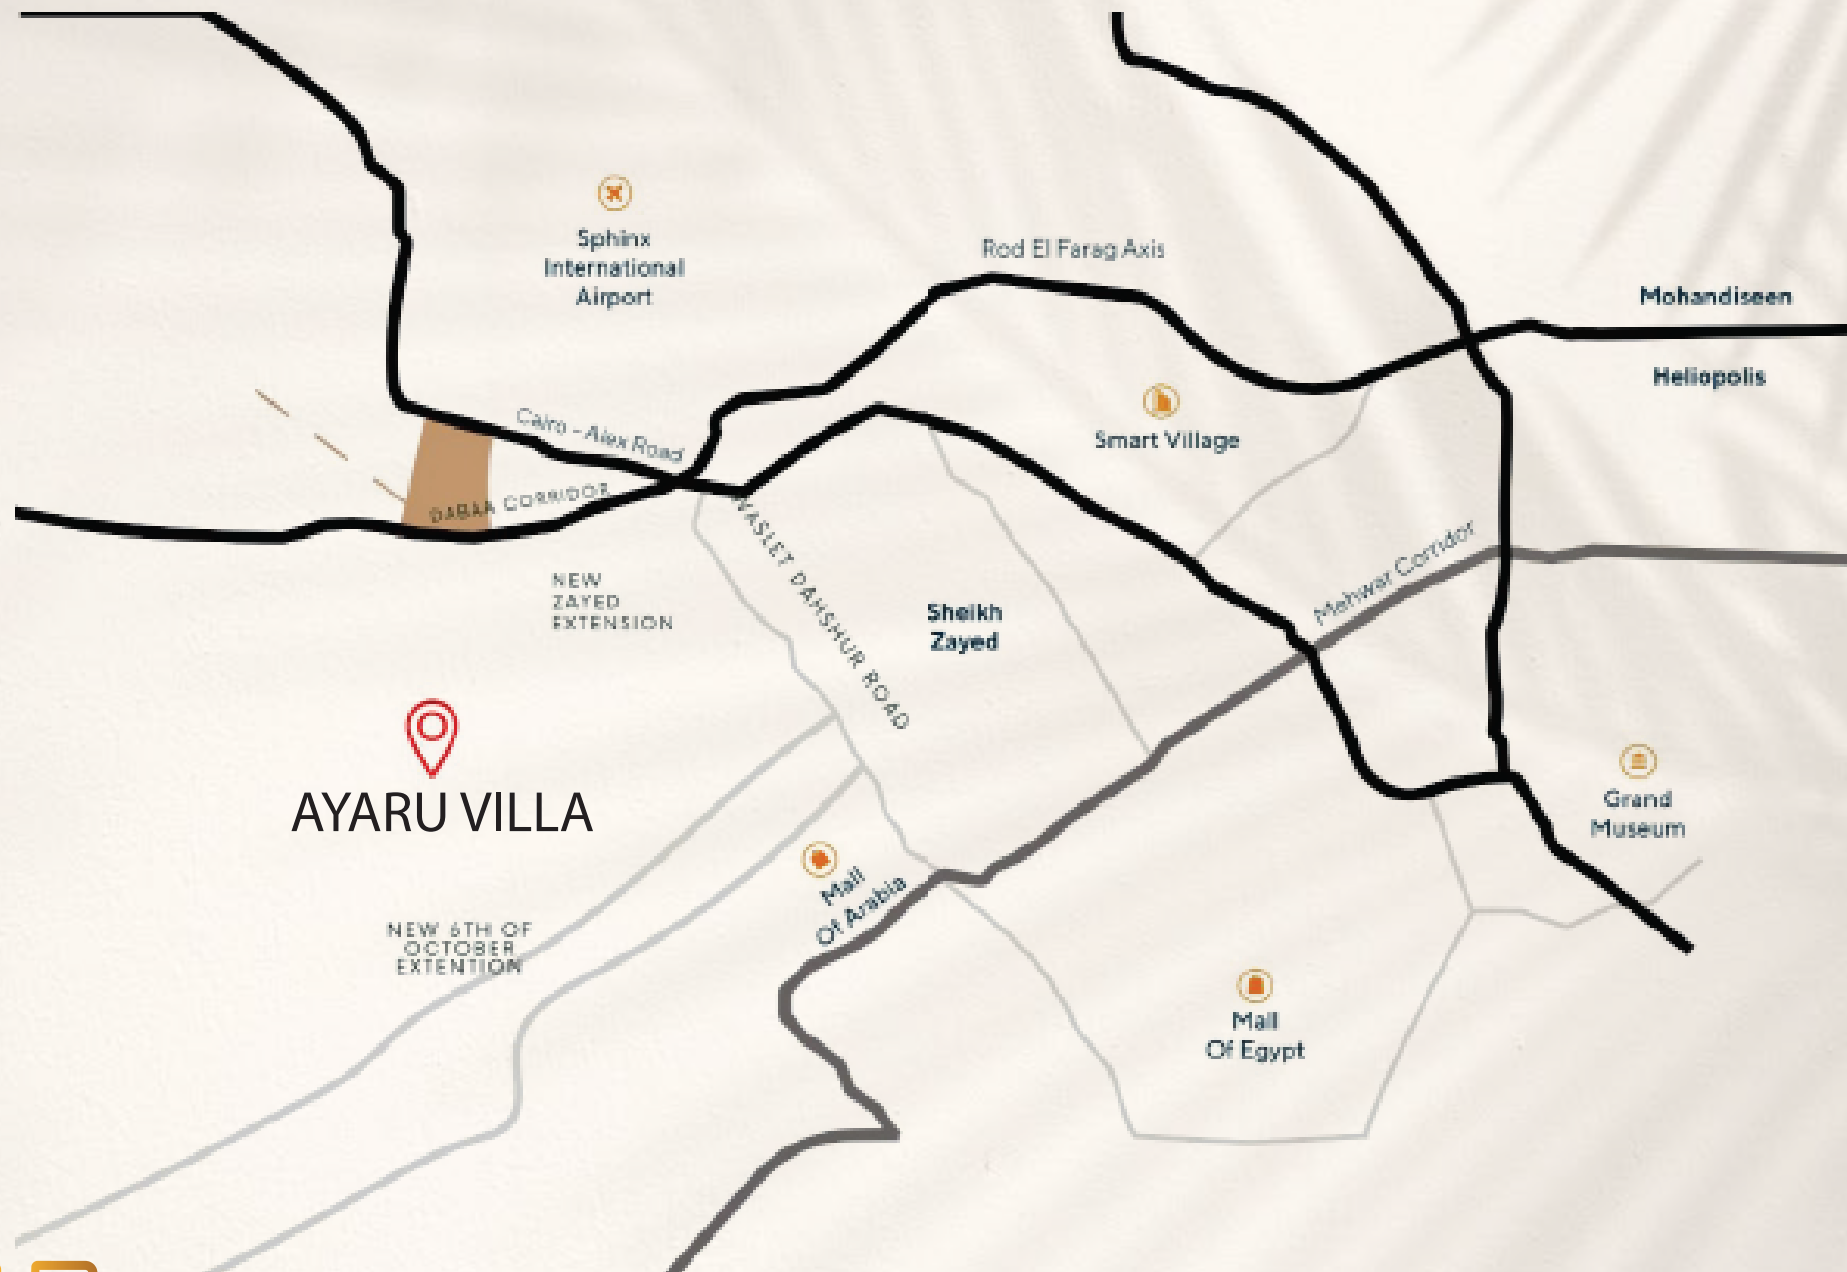 Sphinx
International
Airport
Rod El Farag Axis
Mohandiseen
Heliopolis
Cairo - Alex Road
Smart Village
DABAA CORRIDOR
WASLET DAHSHUR ROAD
Mehwar Corridor
NEW
ZAYED
EXTENSION
Sheikh
Zayed
AYARU VILLA
Grand
Museum
Mall
Of Arabia
NEW 6TH OF
OCTOBER
EXTENTION
Mall
Of Egypt